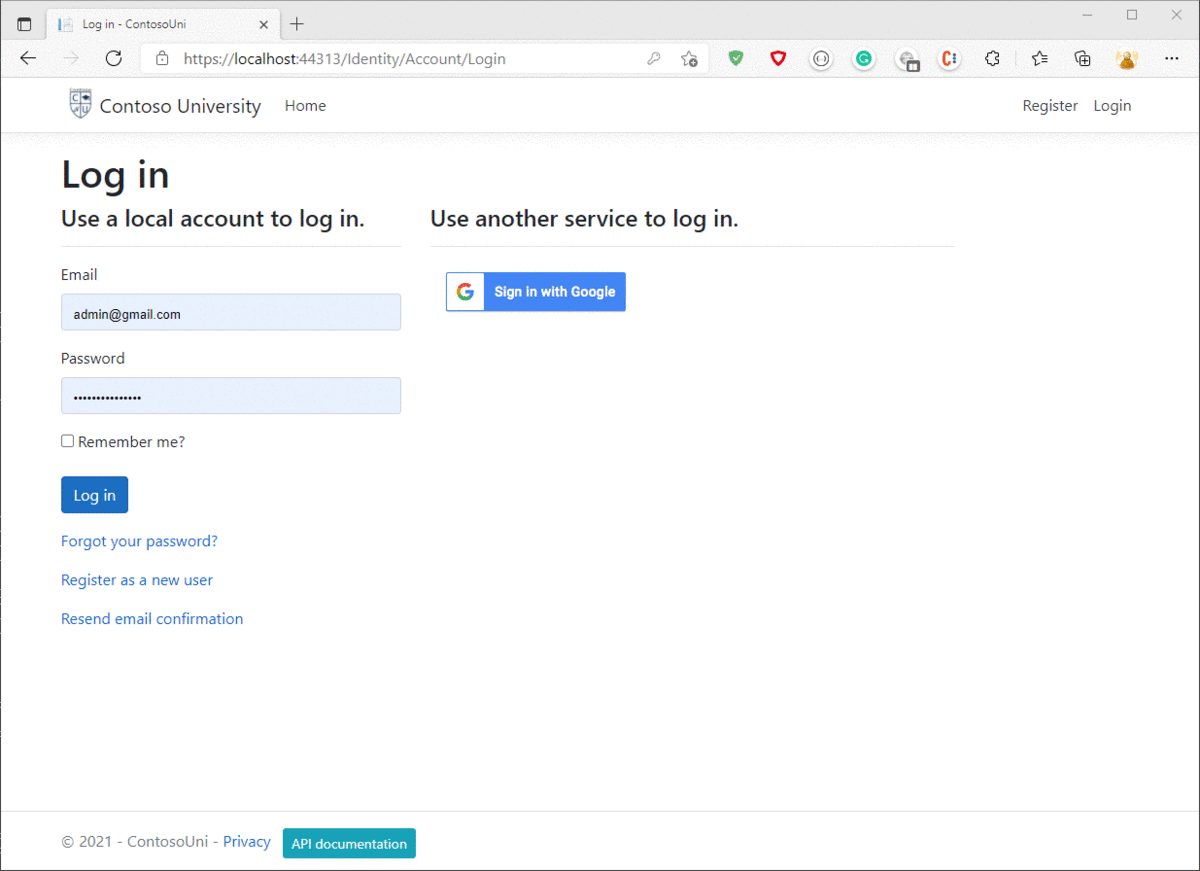 Log in - ContosoUni
https://localhost:44313/Identity/Account/Login
Contoso University Home Register Login
Log in
Use a local account to log in. Use another service to log in.
Email
Sign in with Google
admin@gmail.com
Password
•••••••••••••••
Remember me?
Log in
Forgot your password?
Register as a new user
Resend email confirmation
© 2021 - ContosoUni - Privacy API documentation